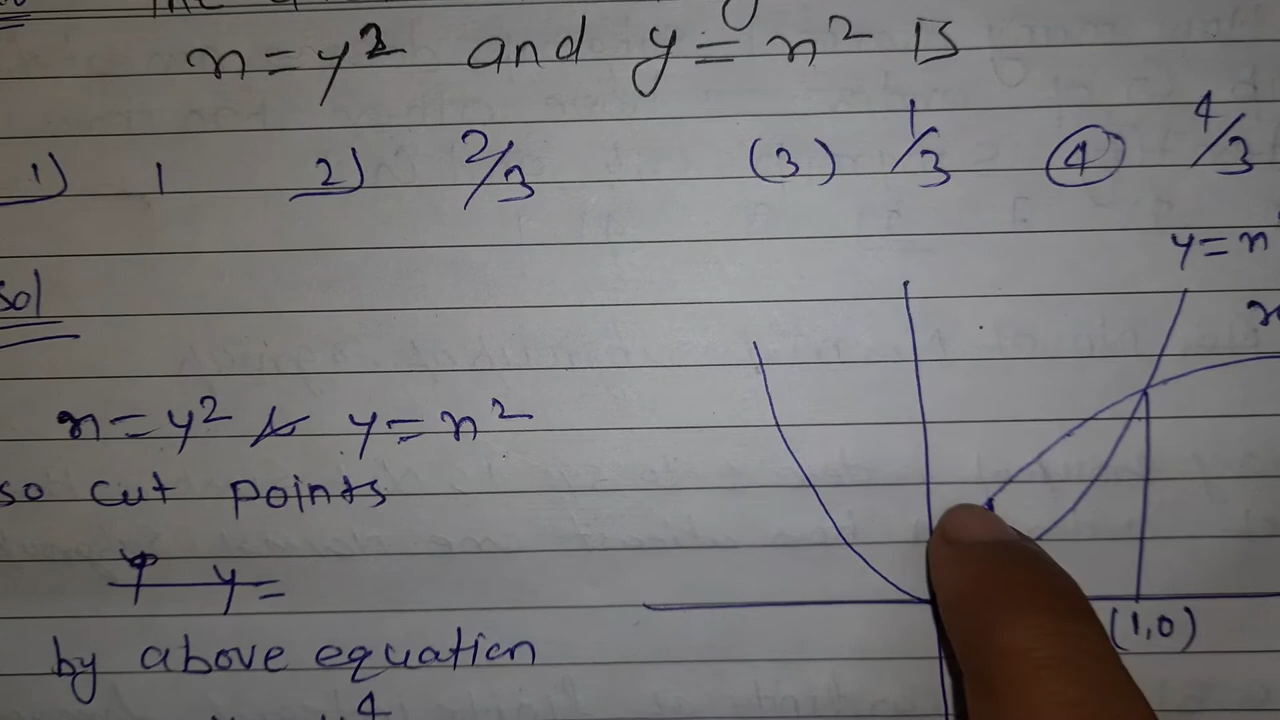 x = y² and y = x² is
1) 1 2) 2/3 (3) 1/3 (4) 4/3
y = x
Sol
x = y² & y = x²
so cut points
y =
(1,0)
by above equation
4